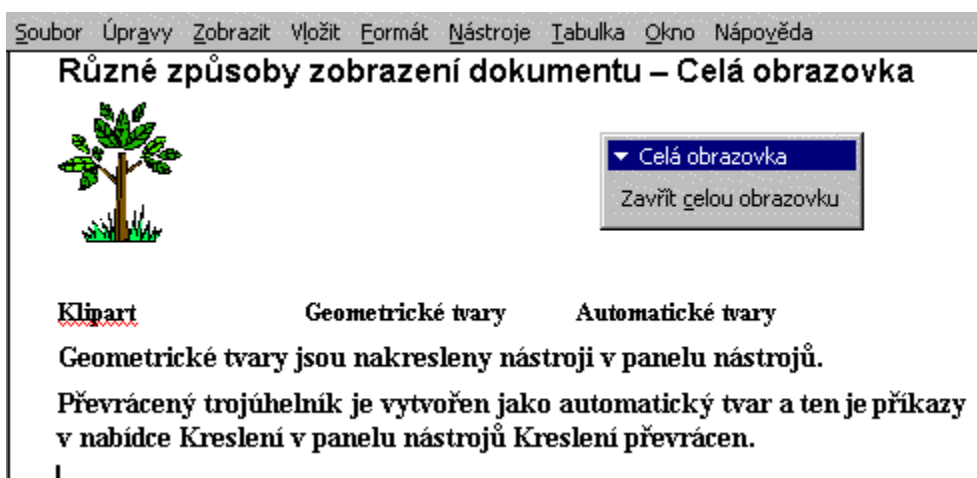 Soubor Úpravy Zobrazit Vložit Formát Nástroje Tabulka Okno Nápověda
Různé způsoby zobrazení dokumentu – Celá obrazovka
Celá obrazovka
Zavřít celou obrazovku
Klipart Geometrické tvary Automatické tvary
Geometrické tvary jsou nakresleny nástroji v panelu nástrojů.
Převrácený trojúhelník je vytvořen jako automatický tvar a ten je příkazy
v nabídce Kreslení v panelu nástrojů Kreslení převrácen.